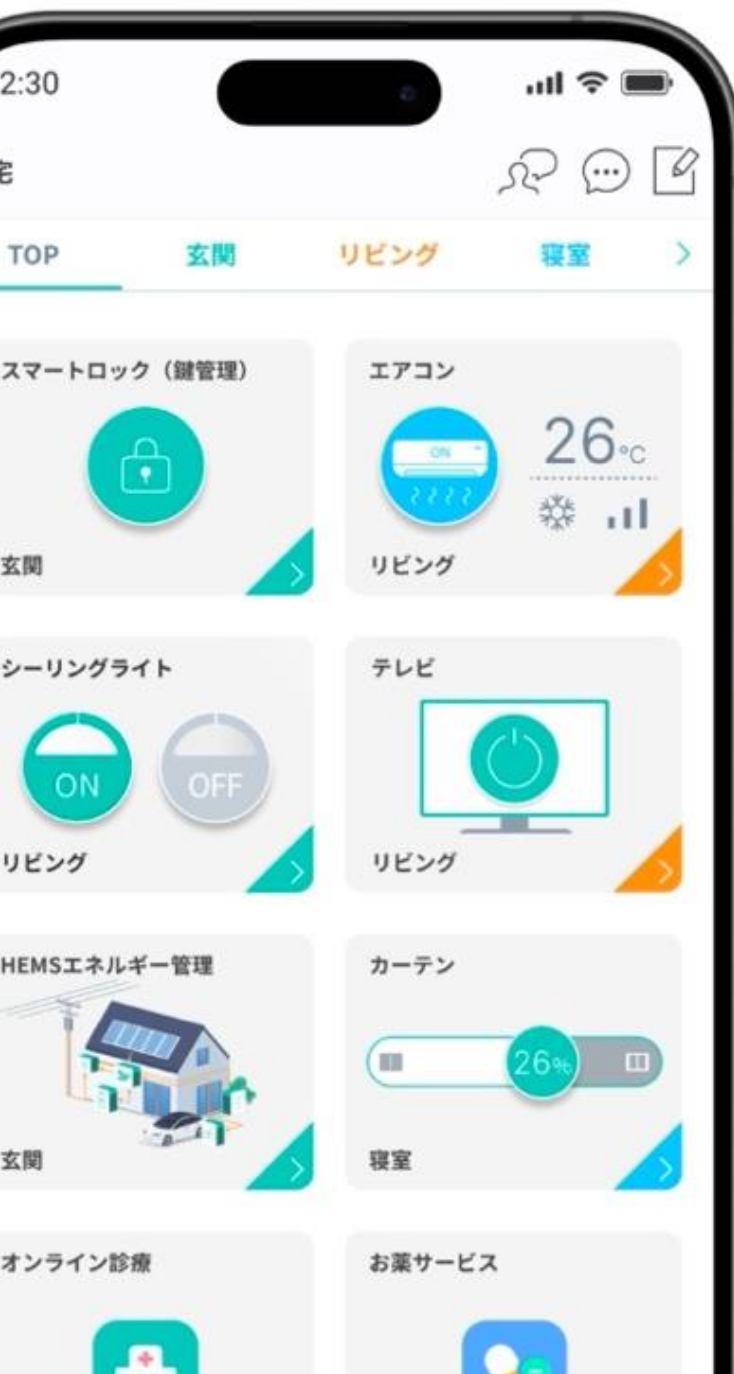 2:30
宅
TOP 玄関 リビング 寝室
スマートロック（鍵管理）
玄関
エアコン
ON
26℃
リビング
シーリングライト
ON OFF
リビング
テレビ
リビング
HEMSエネルギー管理
玄関
カーテン
26%
寝室
オンライン診療
お薬サービス